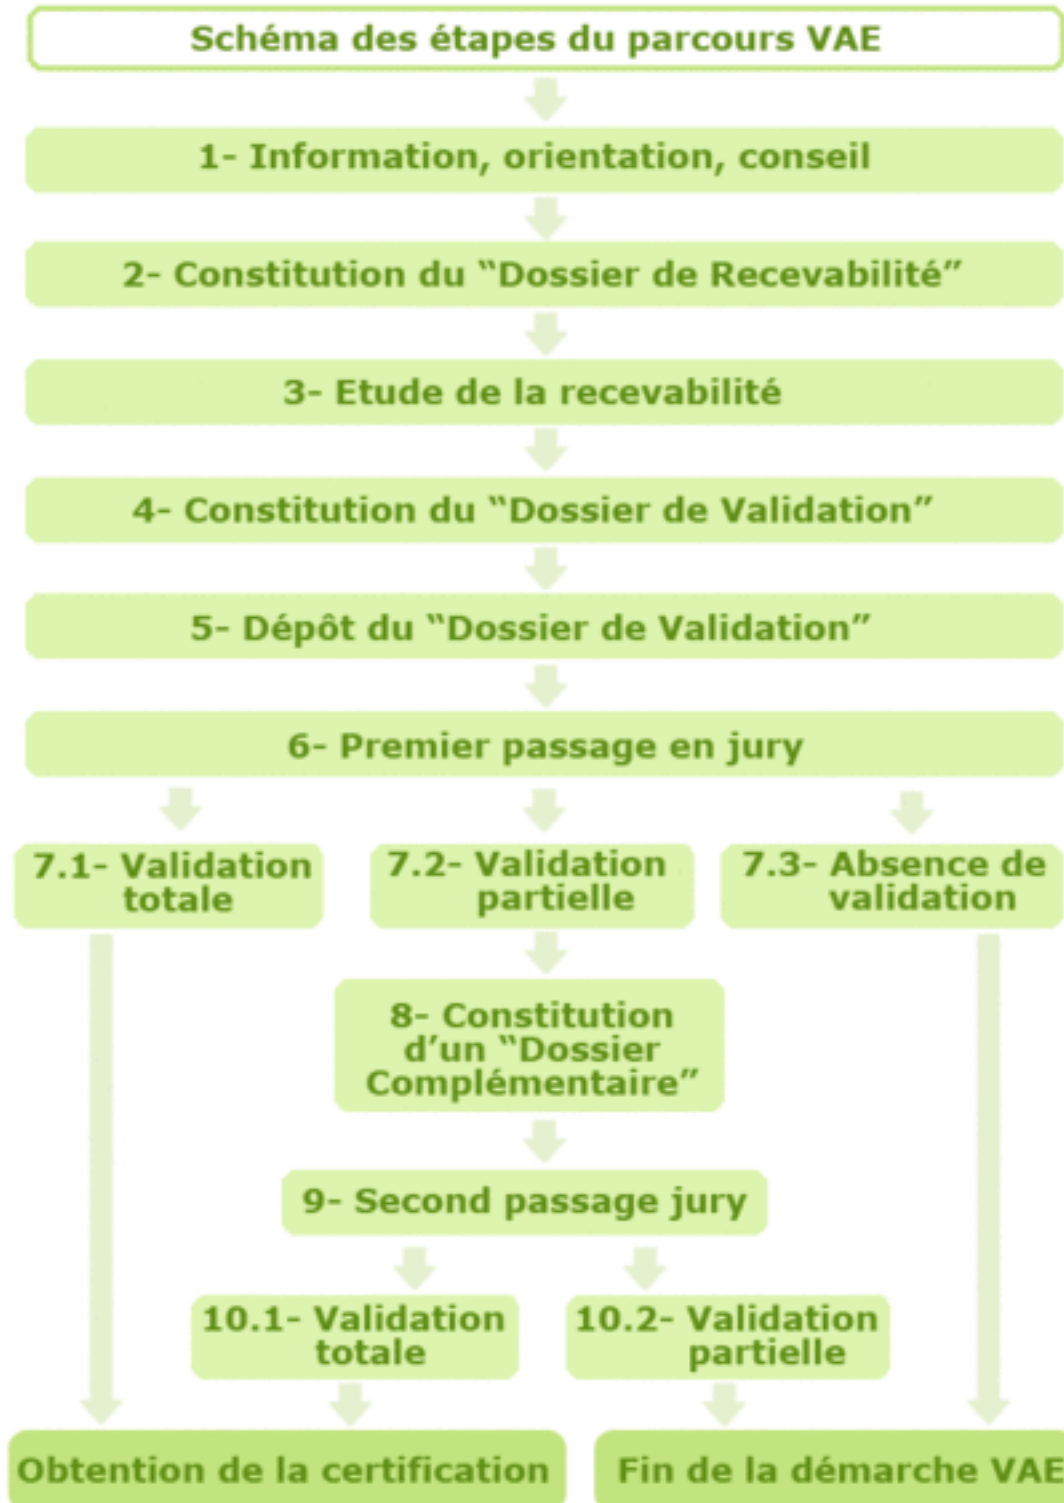 Schéma des étapes du parcours VAE
1- Information, orientation, conseil
2- Constitution du “Dossier de Recevabilité”
3- Etude de la recevabilité
4- Constitution du “Dossier de Validation”
5- Dépôt du “Dossier de Validation”
6- Premier passage en jury
7.1- Validation
totale
7.2- Validation
partielle
7.3- Absence de
validation
8- Constitution
d’un “Dossier
Complémentaire”
9- Second passage jury
10.1- Validation
totale
10.2- Validation
partielle
Obtention de la certification
Fin de la démarche VAE